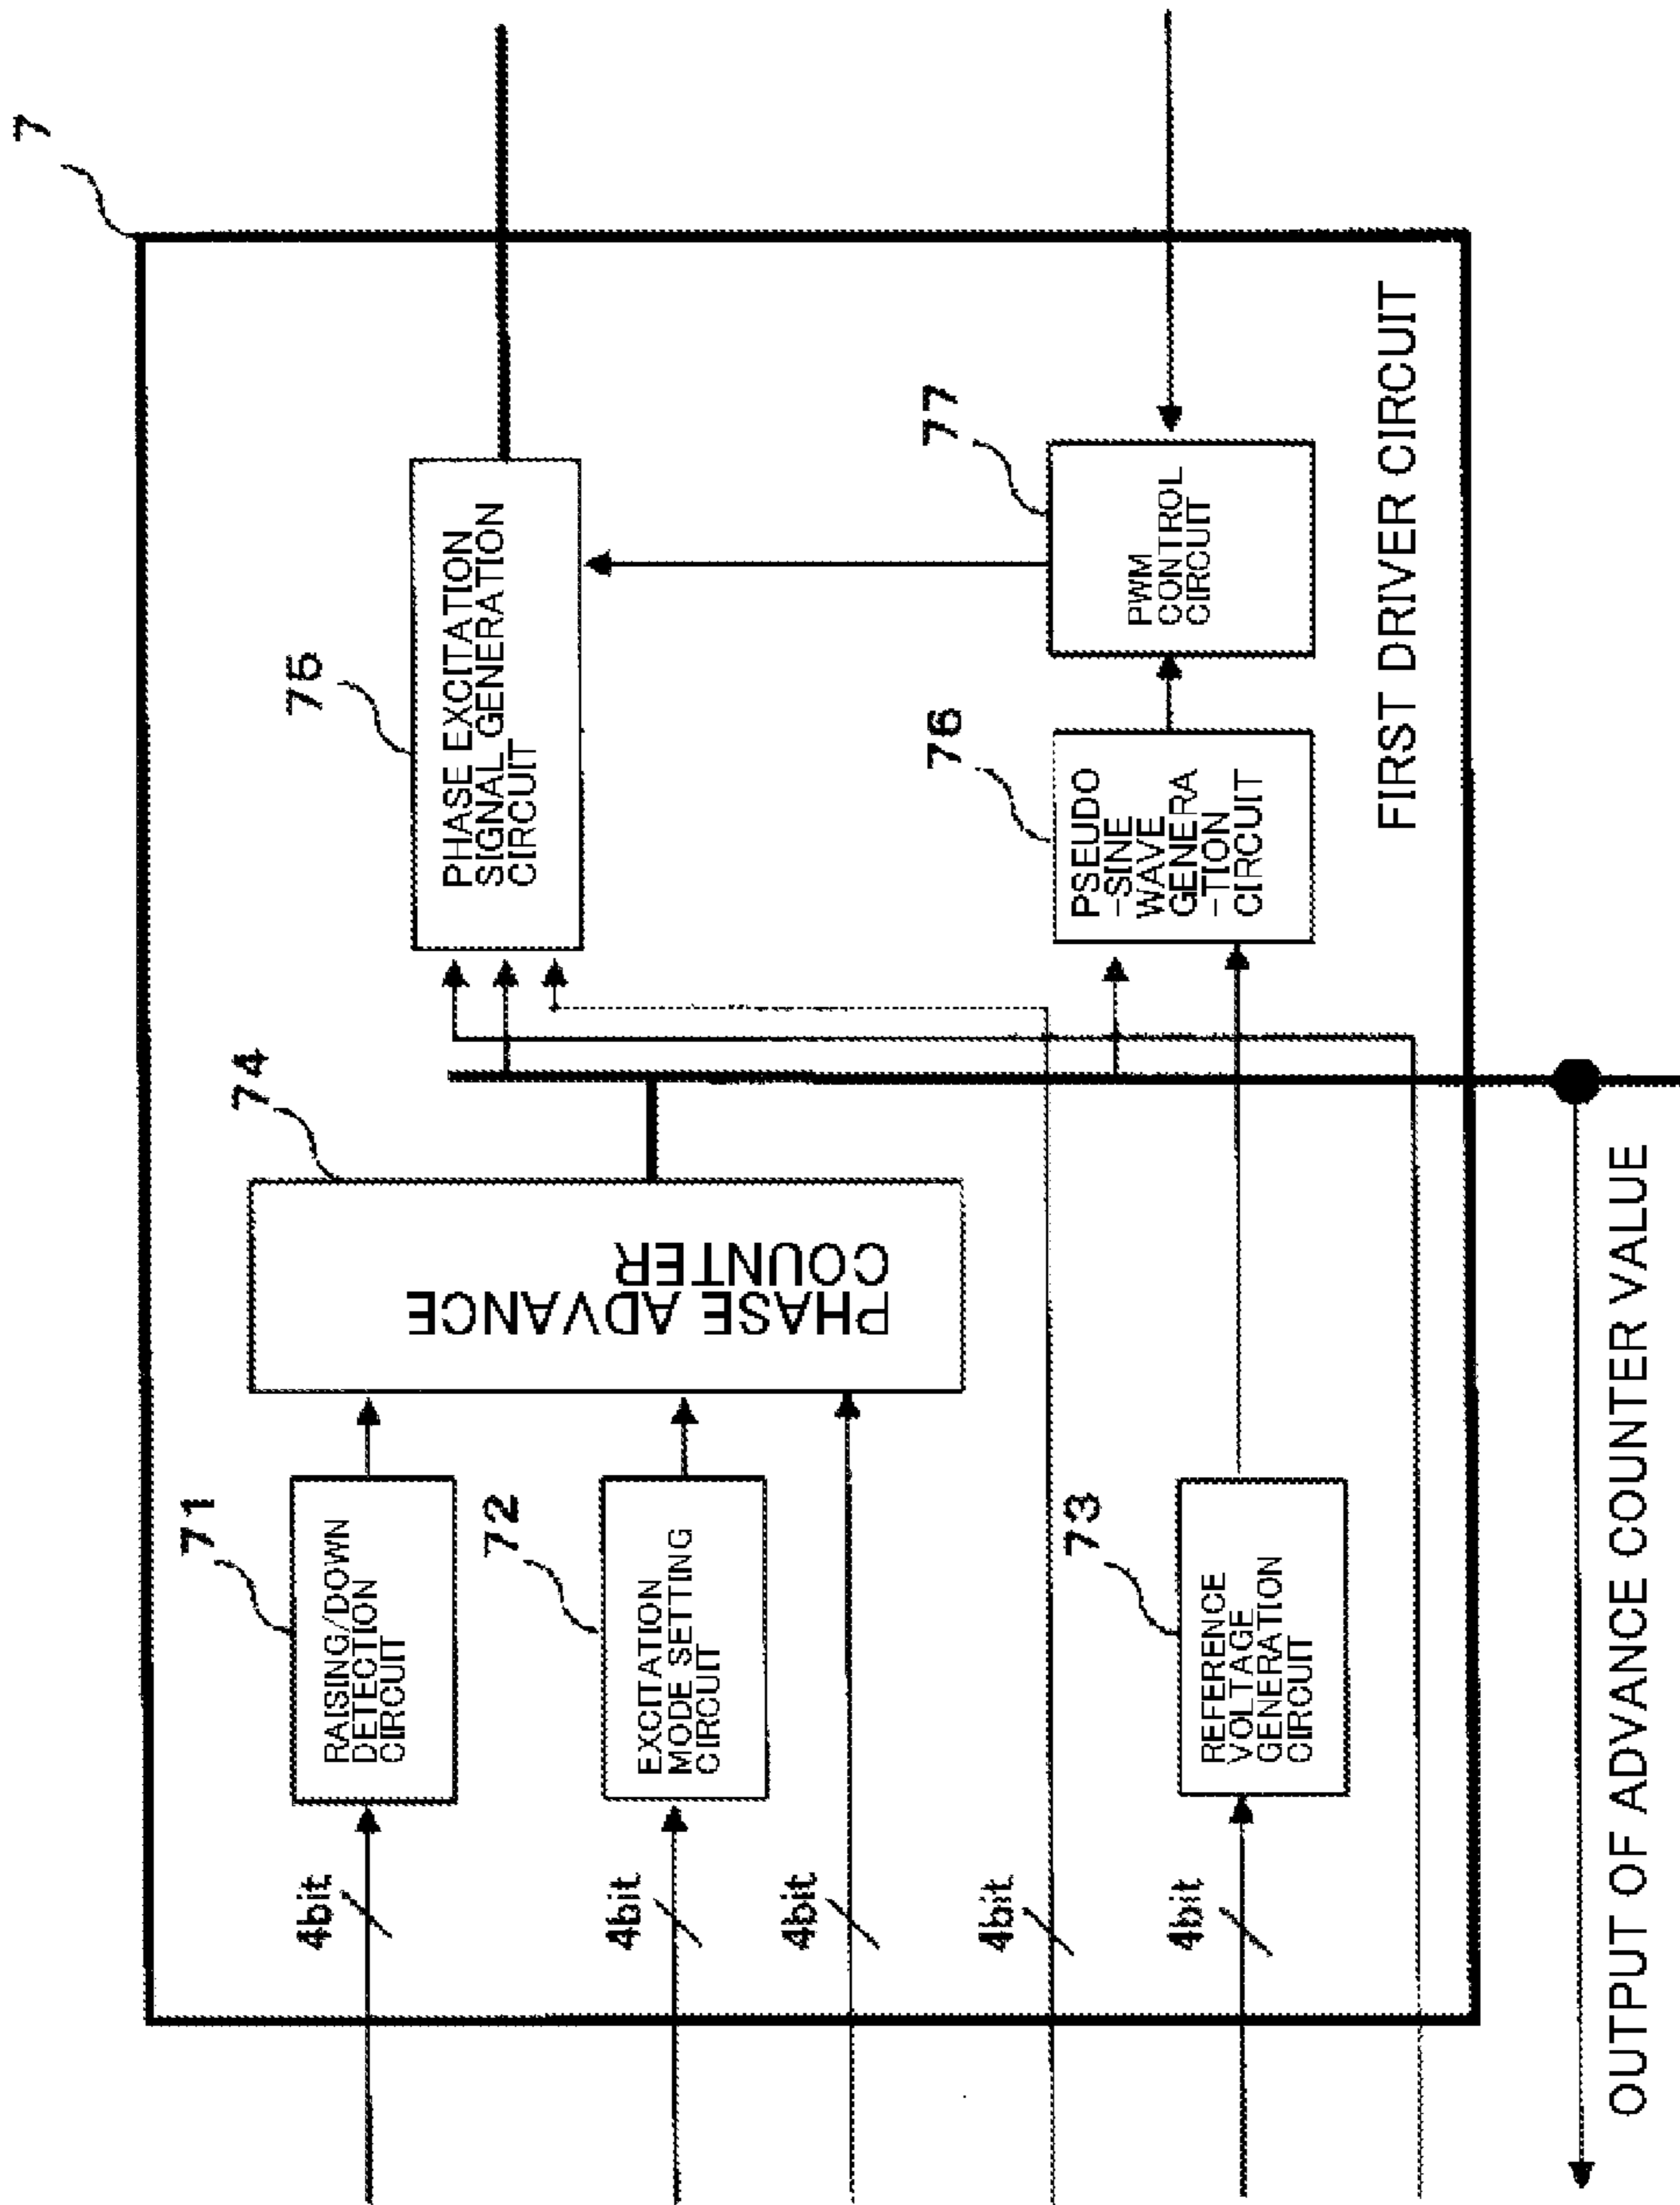 7
71
RAISING/DOWN
DETECTION
CIRCUIT
4bit
72
EXCITATION
MODE SETTING
CIRCUIT
4bit
4bit
4bit
73
REFERENCE
VOLTAGE
GENERATION
CIRCUIT
4bit
74
PHASE ADVANCE
COUNTER
75
PHASE EXCITATION
SIGNAL GENERATION
CIRCUIT
76
PSEUDO
-SINE
WAVE
GENERA
-TION
CIRCUIT
77
PWM
CONTROL
CIRCUIT
FIRST DRIVER CIRCUIT
OUTPUT OF ADVANCE COUNTER VALUE